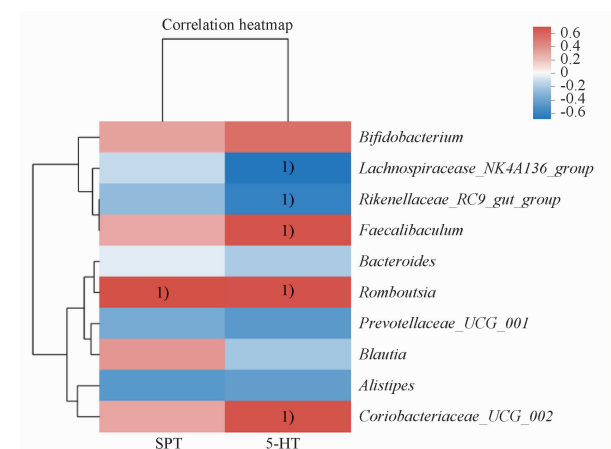 Correlation heatmap
0.6
0.4
0.2
0
-0.2
-0.4
-0.6
Bifidobacterium
1) Lachnospiracease_NK4A136_group
1) Rikenellaceae_RC9_gut_group
1) Faecalibaculum
Bacteroides
1) 1) Romboutsia
Prevotellaceae_UCG_001
Blautia
Alistipes
1) Coriobacteriaceae_UCG_002
SPT 5-HT